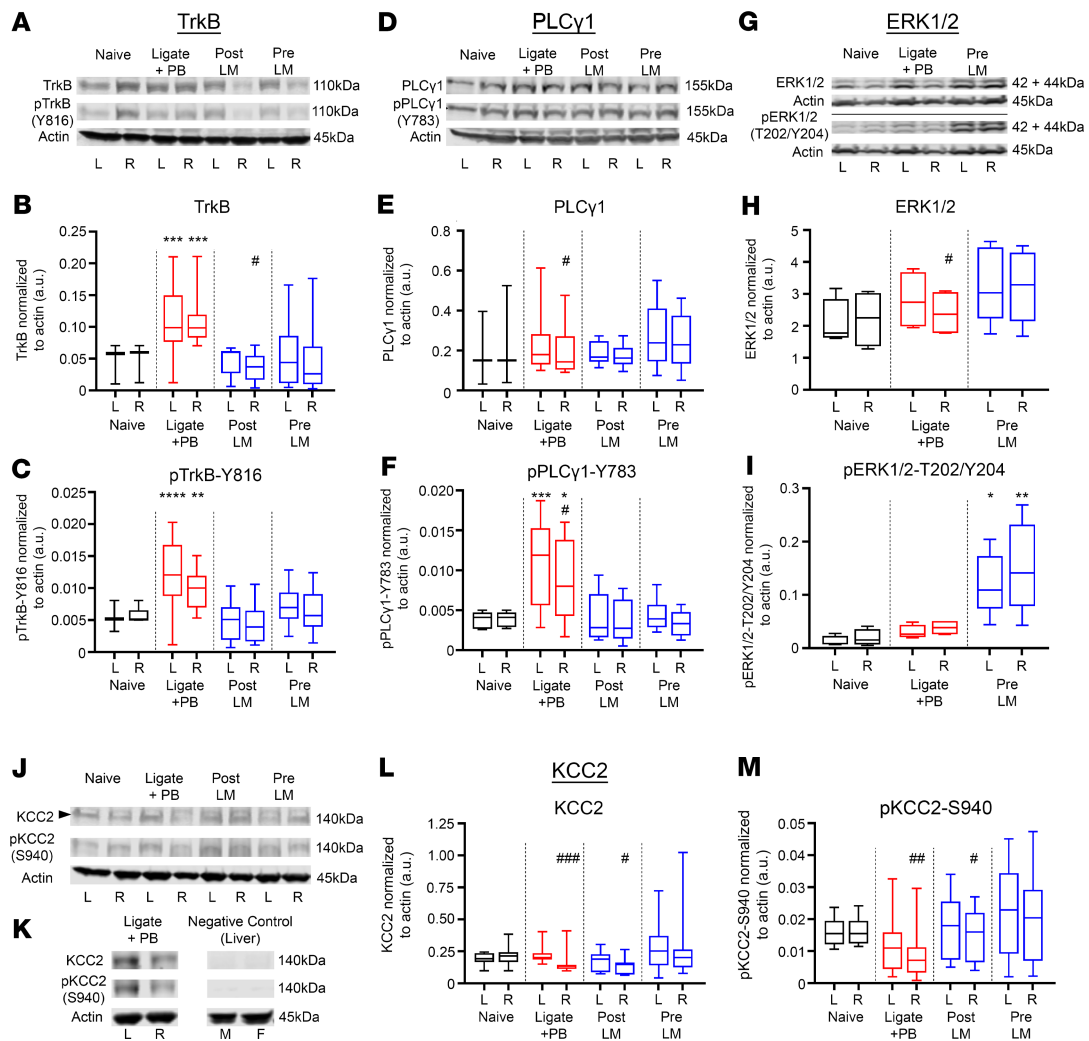 A
TrkB
Naive Ligate + PB Post LM Pre LM
TrkB 110kDa
pTrkB (Y816) 110kDa
Actin 45kDa
L R L R L R L R
D
PLCγ1
Naive Ligate + PB Post LM Pre LM
PLCγ1 155kDa
pPLCγ1 (Y783) 155kDa
Actin 45kDa
L R L R L R L R
G
ERK1/2
Naive Ligate + PB Pre LM
ERK1/2 42 + 44kDa
Actin 45kDa
pERK1/2 (T202/Y204) 42 + 44kDa
Actin 45kDa
L R L R L R
B
TrkB
TrkB normalized
to actin (a.u.)
0.25
0.20
0.15
0.10
0.05
0
*** ***
#
L R L R L R L R
Naive Ligate +PB Post LM Pre LM
E
PLCγ1
PLCγ1 normalized
to actin (a.u.)
0.8
0.6
0.4
0.2
0
#
L R L R L R L R
Naive Ligate +PB Post LM Pre LM
H
ERK1/2
ERK1/2 normalized
to actin (a.u.)
5
4
3
2
1
0
#
L R L R L R
Naive Ligate +PB Pre LM
C
pTrkB-Y816
pTrkB-Y816 normalized
to actin (a.u.)
0.025
0.020
0.015
0.010
0.005
0
**** **
L R L R L R L R
Naive Ligate +PB Post LM Pre LM
F
pPLCγ1-Y783
pPLCγ1-Y783 normalized
to actin (a.u.)
0.020
0.015
0.010
0.005
0
*** *
#
L R L R L R L R
Naive Ligate +PB Post LM Pre LM
I
pERK1/2-T202/Y204
pERK1/2-T202/Y204 normalized
to actin (a.u.)
0.3
0.2
0.1
0
* **
L R L R L R
Naive Ligate +PB Pre LM
J
Naive Ligate + PB Post LM Pre LM
KCC2 140kDa
pKCC2 (S940) 140kDa
Actin 45kDa
L R L R L R L R
K
Ligate + PB Negative Control (Liver)
KCC2 140kDa
pKCC2 (S940) 140kDa
Actin 45kDa
L R M F
KCC2
L
KCC2
KCC2 normalized
to actin (a.u.)
1.25
1.00
0.75
0.50
0.25
0
###
#
L R L R L R L R
Naive Ligate +PB Post LM Pre LM
M
pKCC2-S940
pKCC2-S940 normalized
to actin (a.u.)
0.05
0.04
0.03
0.02
0.01
0
##
#
L R L R L R L R
Naive Ligate +PB Post LM Pre LM